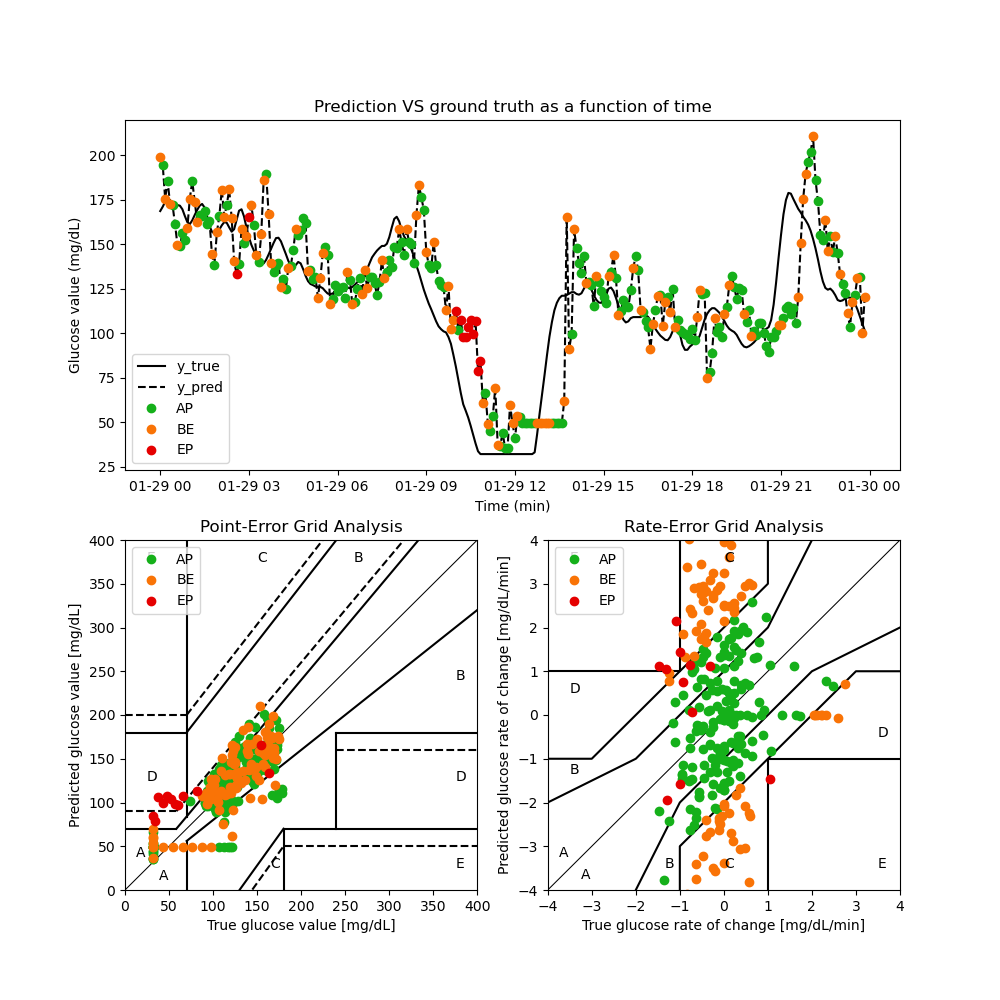 Prediction VS ground truth as a function of time
Glucose value (mg/dL)
200
175
150
125
100
75
50
25
y_true
y_pred
AP
BE
EP
01-29 00 01-29 03 01-29 06 01-29 09 01-29 12 01-29 15 01-29 18 01-29 21 01-30 00
Time (min)
Point-Error Grid Analysis
Predicted glucose value [mg/dL]
400
350
300
250
200
150
100
50
0
AP
BE
EP
C
B
B
D
D
A
A
C
E
0 50 100 150 200 250 300 350 400
True glucose value [mg/dL]
Rate-Error Grid Analysis
Predicted glucose rate of change [mg/dL/min]
4
3
2
1
0
−1
−2
−3
−4
AP
BE
EP
C
D
D
B
A
A
B
C
E
−4 −3 −2 −1 0 1 2 3 4
True glucose rate of change [mg/dL/min]